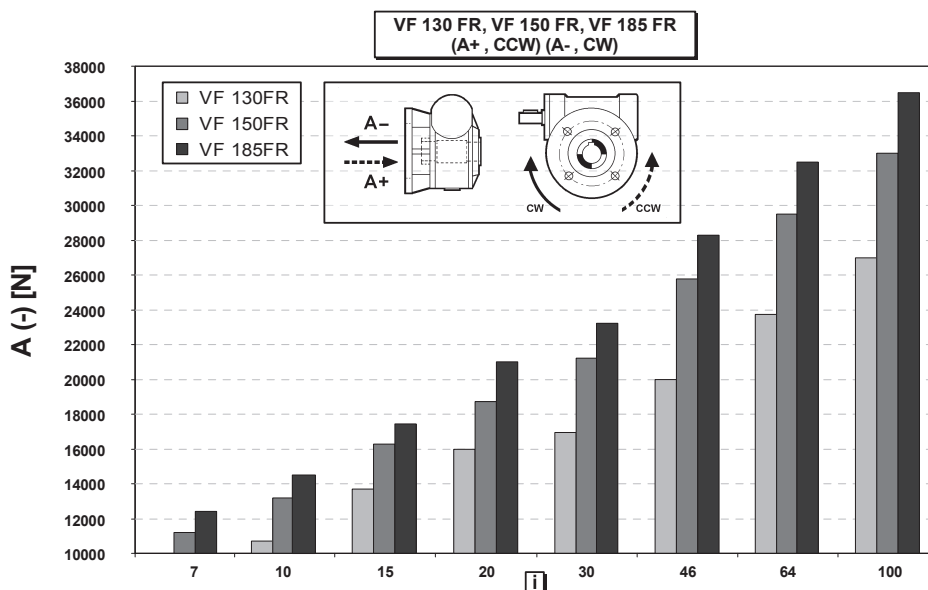 VF 130 FR, VF 150 FR, VF 185 FR
(A+ , CCW) (A- , CW)
38000
36000
34000
32000
30000
28000
26000
24000
22000
20000
18000
16000
14000
12000
10000
A (-) [N]
VF 130FR
VF 150FR
VF 185FR
A–
A+
CW
CCW
7 10 15 20 30 46 64 100
i